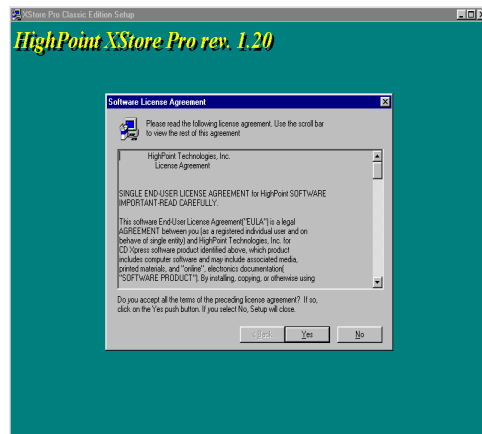 XStore Pro Classic Edition Setup
HighPoint XStore Pro rev. 1.20
Software License Agreement
Please read the following license agreement. Use the scroll bar
to view the rest of this agreement
HighPoint Technologies, Inc.
License Agreement
SINGLE END-USER LICENSE AGREEMENT for HighPoint SOFTWARE
IMPORTANT-READ CAREFULLY.
This software End-User License Agreement("EULA") is a legal
AGREEMENT between you (as a registered individual user and on
behave of single entity) and HighPoint Technologies, Inc. for
CD Xpress software product identified above, which product
includes computer software and may include associated media,
printed materials, and "online", electonics documentation(
"SOFTWARE PRODUCT"). By installing, copying, or otherwise using
Do you accept all the terms of the preceding license agreement? If so,
click on the Yes push button. If you select No, Setup will close.
< Back Yes No